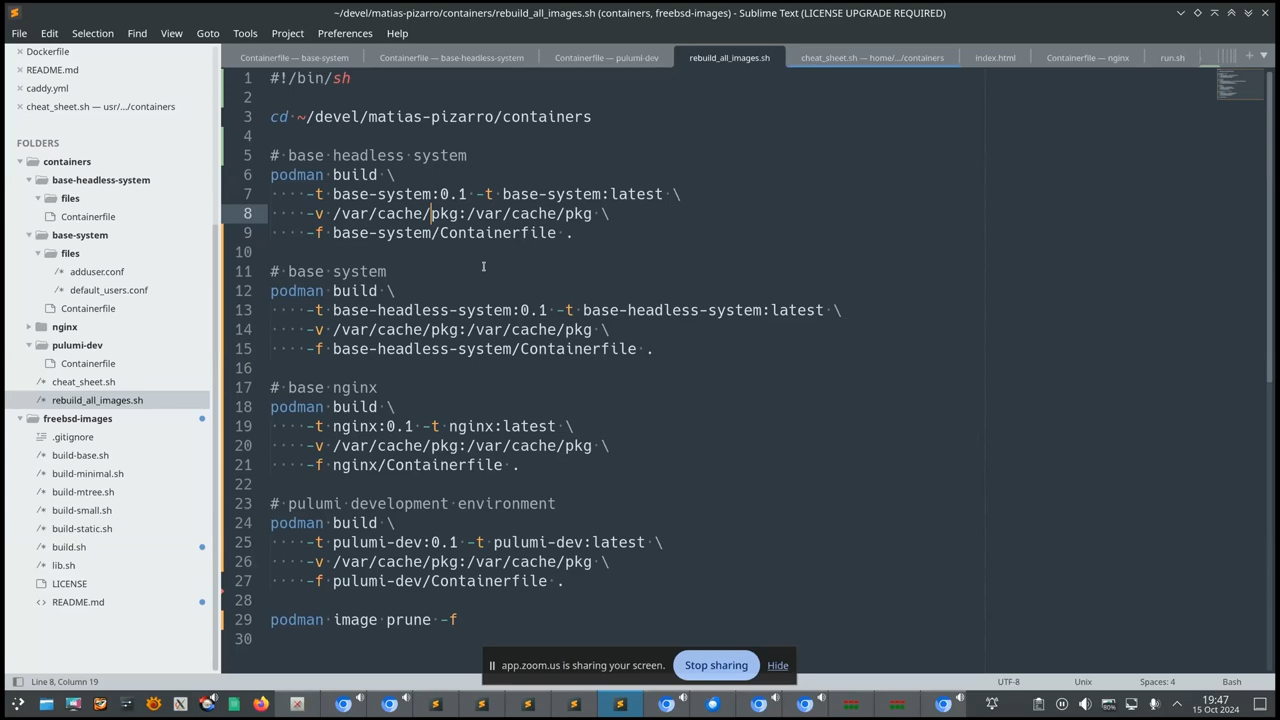 ~/devel/matias-pizarro/containers/rebuild_all_images.sh (containers, freebsd-images) - Sublime Text (LICENSE UPGRADE REQUIRED)
File Edit Selection Find View Goto Tools Project Preferences Help
Dockerfile
README.md
caddy.yml
cheat_sheet.sh — usr/.../containers
FOLDERS
containers
base-headless-system
files
Containerfile
base-system
files
adduser.conf
default_users.conf
Containerfile
nginx
pulumi-dev
Containerfile
cheat_sheet.sh
rebuild_all_images.sh
freebsd-images
.gitignore
build-base.sh
build-minimal.sh
build-mtree.sh
build-small.sh
build-static.sh
build.sh
lib.sh
LICENSE
README.md
Containerfile — base-system Containerfile — base-headless-system Containerfile — pulumi-dev rebuild_all_images.sh cheat_sheet.sh — home/.../containers index.html Containerfile — nginx run.sh
1 #!/bin/sh
2
3 cd ~/devel/matias-pizarro/containers
4
5 # base headless system
6 podman build \
7 -t base-system:0.1 -t base-system:latest \
8 -v /var/cache/pkg:/var/cache/pkg \
9 -f base-system/Containerfile .
10
11 # base system
12 podman build \
13 -t base-headless-system:0.1 -t base-headless-system:latest \
14 -v /var/cache/pkg:/var/cache/pkg \
15 -f base-headless-system/Containerfile .
16
17 # base nginx
18 podman build \
19 -t nginx:0.1 -t nginx:latest \
20 -v /var/cache/pkg:/var/cache/pkg \
21 -f nginx/Containerfile .
22
23 # pulumi development environment
24 podman build \
25 -t pulumi-dev:0.1 -t pulumi-dev:latest \
26 -v /var/cache/pkg:/var/cache/pkg \
27 -f pulumi-dev/Containerfile .
28
29 podman image prune -f
30
app.zoom.us is sharing your screen. Stop sharing Hide
Line 8, Column 19 UTF-8 Unix Spaces: 4 Bash
80%
19:47
15 Oct 2024